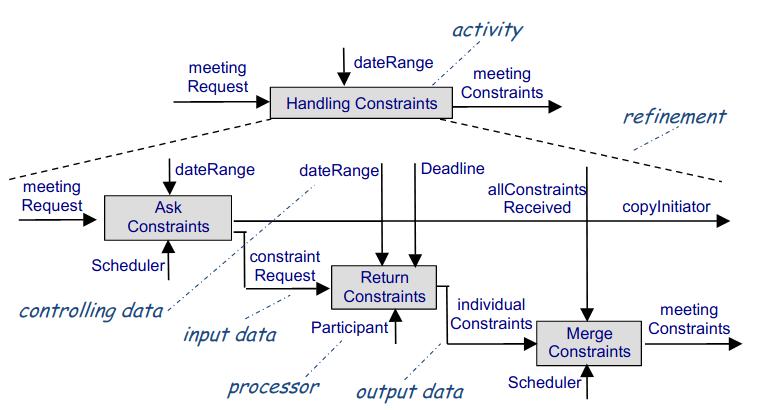 activity
dateRange
meeting
Request
Handling Constraints
meeting
Constraints
refinement
meeting
Request
dateRange
Ask
Constraints
Scheduler
dateRange
Deadline
allConstraints
Received
copyInitiator
constraint
Request
Return
Constraints
Participant
individual
Constraints
Merge
Constraints
meeting
Constraints
Scheduler
controlling data
input data
processor
output data